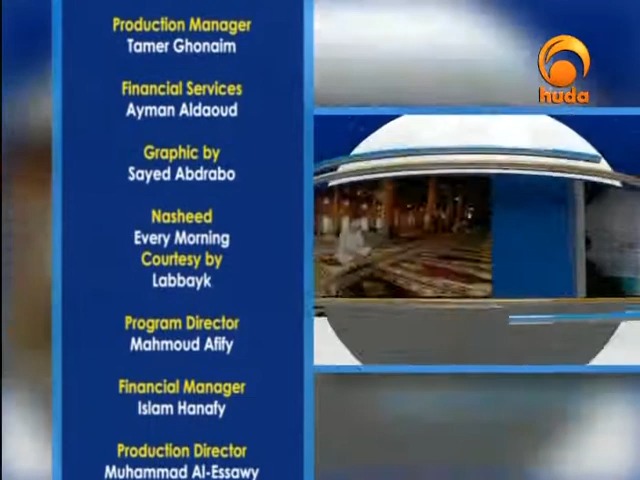 Production Manager
Tamer Ghonaim
Financial Services
Ayman Aldaoud
Graphic by
Sayed Abdrabo
Nasheed
Every Morning
Courtesy by
Labbayk
Program Director
Mahmoud Afify
Financial Manager
Islam Hanafy
Production Director
Muhammad Al-Essawy
huda